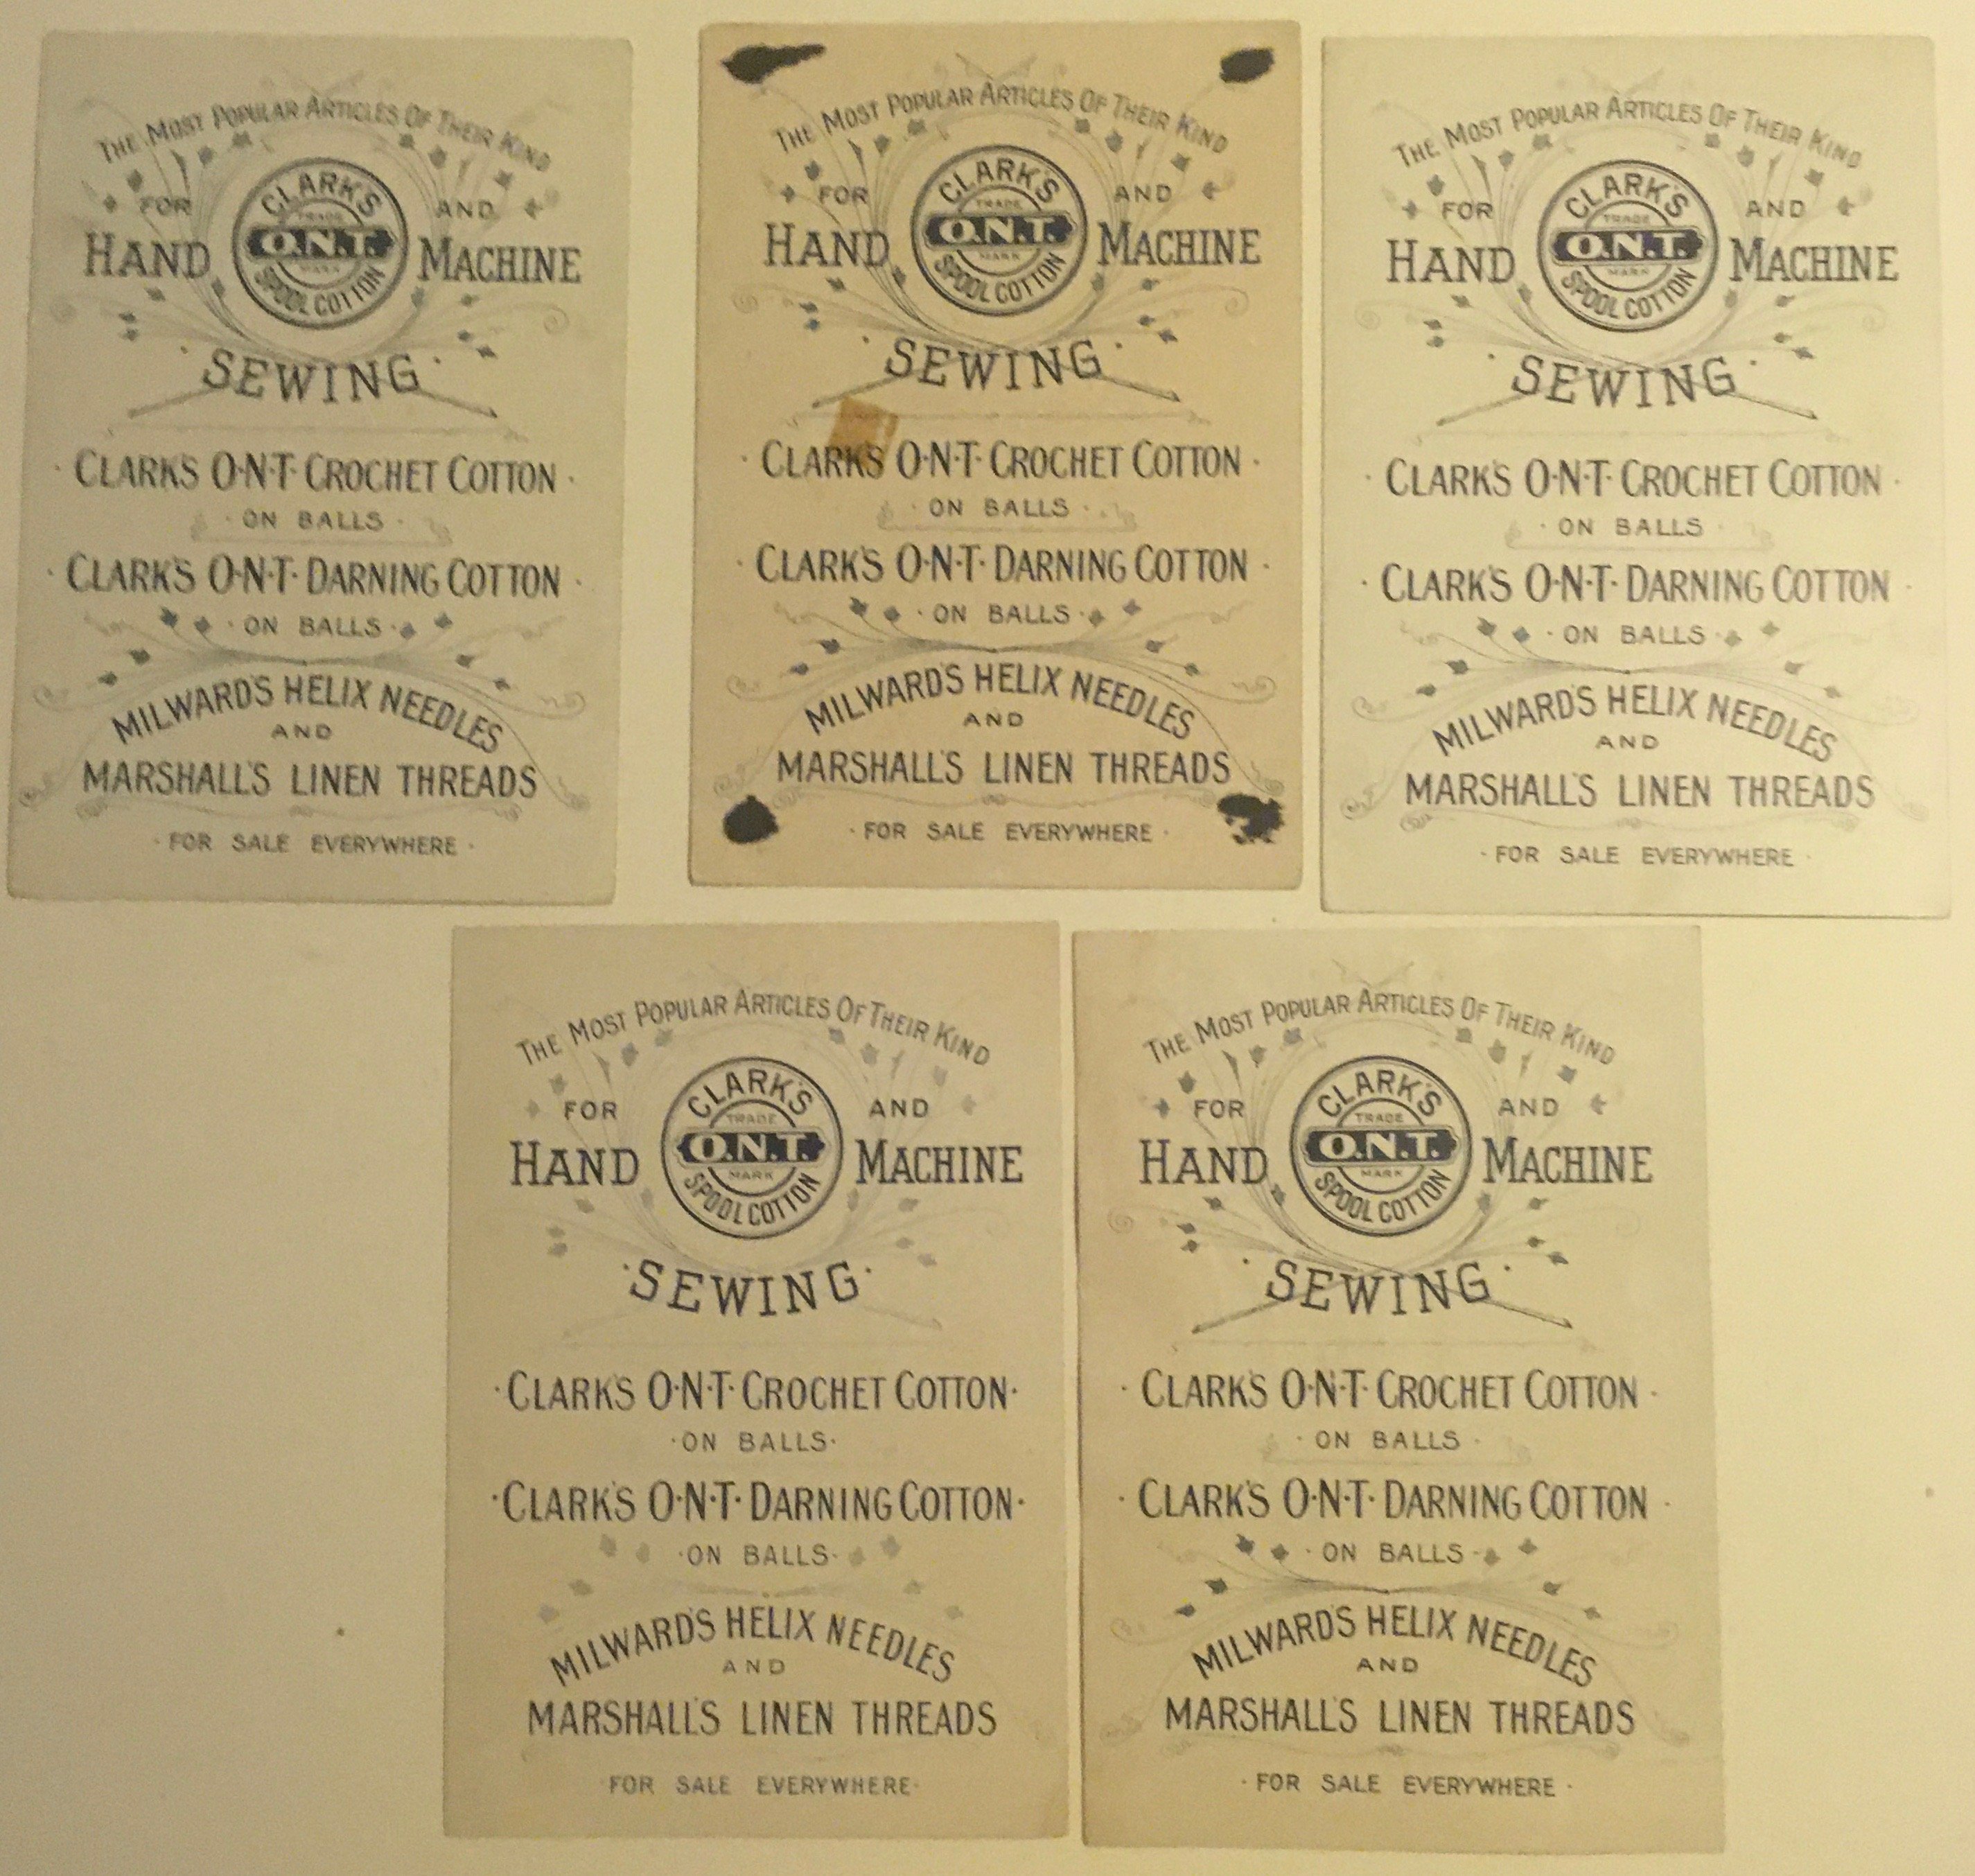 THE MOST POPULAR ARTICLES OF THEIR KIND
FOR AND
HAND MACHINE
CLARK'S
TRADE
O.N.T.
MARK
SPOOL COTTON
·SEWING·
· CLARK'S O·N·T· CROCHET COTTON ·
· ON BALLS ·
· CLARK'S O·N·T· DARNING COTTON ·
· ON BALLS ·
MILWARD'S HELIX NEEDLES
AND
MARSHALL'S LINEN THREADS
· FOR SALE EVERYWHERE ·
THE MOST POPULAR ARTICLES OF THEIR KIND
FOR AND
HAND MACHINE
CLARK'S
TRADE
O.N.T.
MARK
SPOOL COTTON
·SEWING·
· CLARK'S O·N·T· CROCHET COTTON ·
· ON BALLS ·
· CLARK'S O·N·T· DARNING COTTON ·
· ON BALLS ·
MILWARD'S HELIX NEEDLES
AND
MARSHALL'S LINEN THREADS
· FOR SALE EVERYWHERE ·
THE MOST POPULAR ARTICLES OF THEIR KIND
FOR AND
HAND MACHINE
CLARK'S
TRADE
O.N.T.
MARK
SPOOL COTTON
·SEWING·
· CLARK'S O·N·T· CROCHET COTTON ·
· ON BALLS ·
· CLARK'S O·N·T· DARNING COTTON ·
· ON BALLS ·
MILWARD'S HELIX NEEDLES
AND
MARSHALL'S LINEN THREADS
· FOR SALE EVERYWHERE ·
THE MOST POPULAR ARTICLES OF THEIR KIND
FOR AND
HAND MACHINE
CLARK'S
TRADE
O.N.T.
MARK
SPOOL COTTON
·SEWING·
·CLARK'S O·N·T· CROCHET COTTON·
·ON BALLS·
·CLARK'S O·N·T· DARNING COTTON·
·ON BALLS·
MILWARD'S HELIX NEEDLES
AND
MARSHALL'S LINEN THREADS
·FOR SALE EVERYWHERE·
THE MOST POPULAR ARTICLES OF THEIR KIND
FOR AND
HAND MACHINE
CLARK'S
TRADE
O.N.T.
MARK
SPOOL COTTON
·SEWING·
· CLARK'S O·N·T· CROCHET COTTON ·
· ON BALLS ·
· CLARK'S O·N·T· DARNING COTTON ·
· ON BALLS ·
MILWARD'S HELIX NEEDLES
AND
MARSHALL'S LINEN THREADS
· FOR SALE EVERYWHERE ·